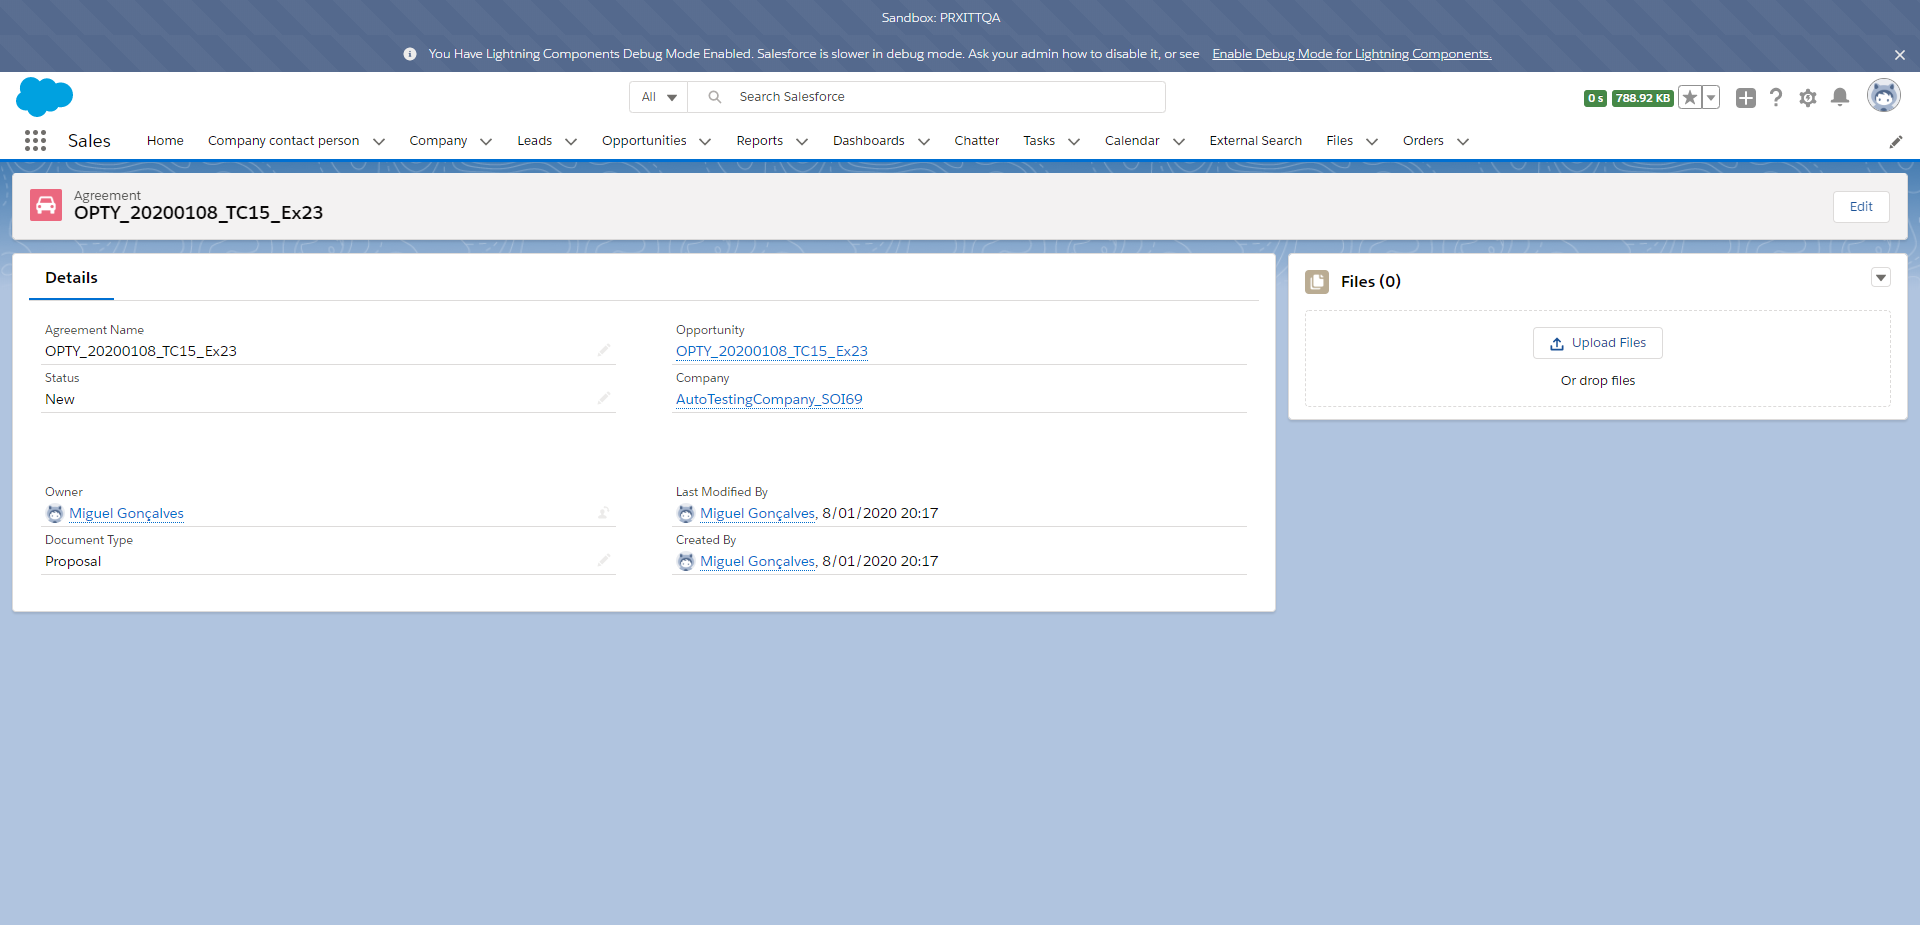 Sandbox: PRXITTQA
You Have Lightning Components Debug Mode Enabled. Salesforce is slower in debug mode. Ask your admin how to disable it, or see Enable Debug Mode for Lightning Components.
All Search Salesforce 0 s 788.92 KB
Sales Home Company contact person Company Leads Opportunities Reports Dashboards Chatter Tasks Calendar External Search Files Orders
Agreement
OPTY_20200108_TC15_Ex23
Edit
Details
Agreement Name
OPTY_20200108_TC15_Ex23
Opportunity
OPTY_20200108_TC15_Ex23
Status
New
Company
AutoTestingCompany_SOI69
Owner
Miguel Gonçalves
Last Modified By
Miguel Gonçalves, 8/01/2020 20:17
Document Type
Proposal
Created By
Miguel Gonçalves, 8/01/2020 20:17
Files (0)
Upload Files
Or drop files